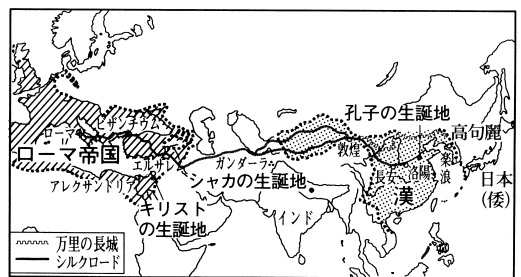 孔子の生誕地
高句麗
ビザンチウム
ローマ
ローマ帝国
エルサレム
ガンダーラ
敦煌
長安
洛陽
楽浪
漢
日本
(倭)
アレクサンドリア
シャカの生誕地
キリスト
の生誕地
インド
万里の長城
シルクロード